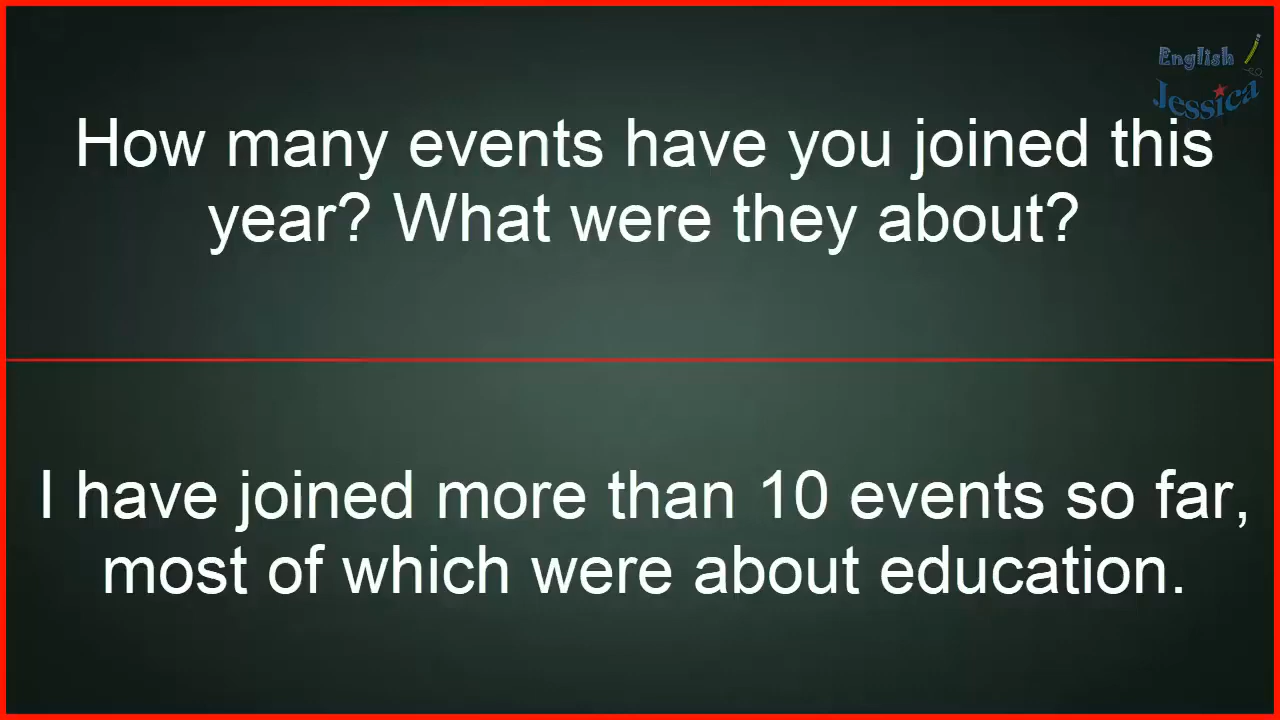 English
Jessica
How many events have you joined this
year? What were they about?
I have joined more than 10 events so far,
most of which were about education.